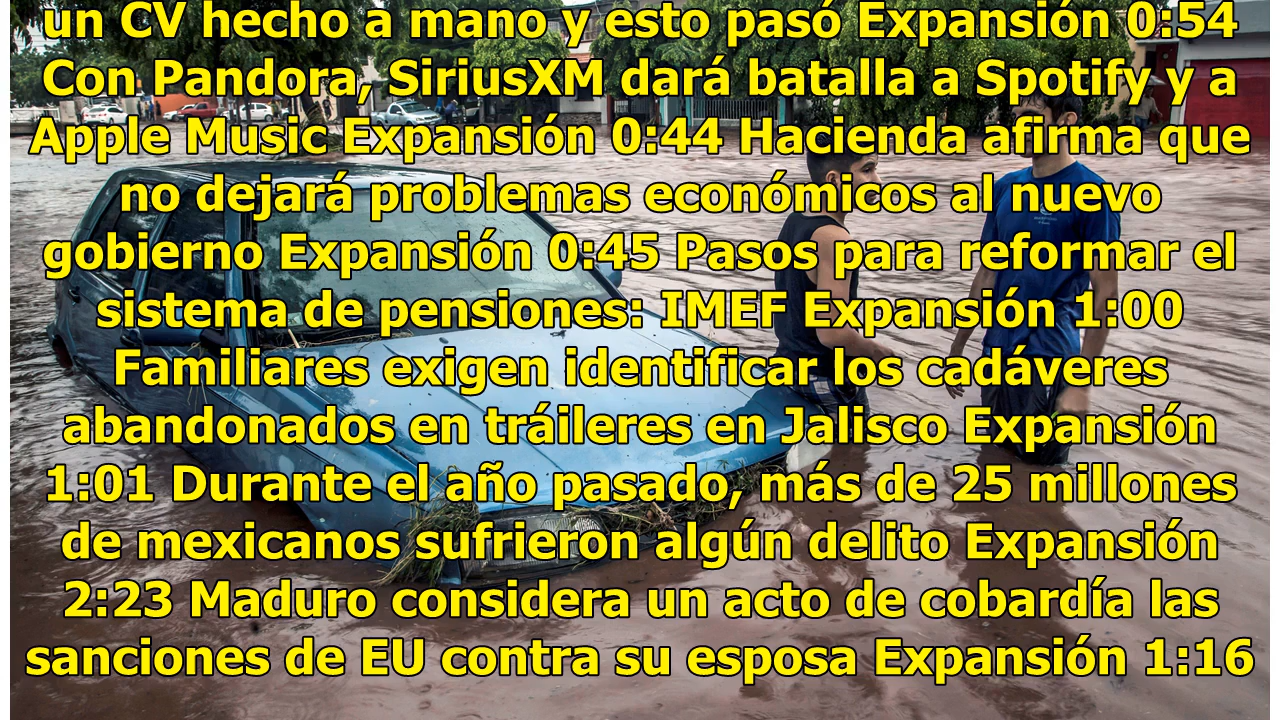 un CV hecho a mano y esto pasó Expansión 0:54
Con Pandora, SiriusXM dará batalla a Spotify y a
Apple Music Expansión 0:44 Hacienda afirma que
no dejará problemas económicos al nuevo
gobierno Expansión 0:45 Pasos para reformar el
sistema de pensiones: IMEF Expansión 1:00
Familiares exigen identificar los cadáveres
abandonados en tráileres en Jalisco Expansión
1:01 Durante el año pasado, más de 25 millones
de mexicanos sufrieron algún delito Expansión
2:23 Maduro considera un acto de cobardía las
sanciones de EU contra su esposa Expansión 1:16